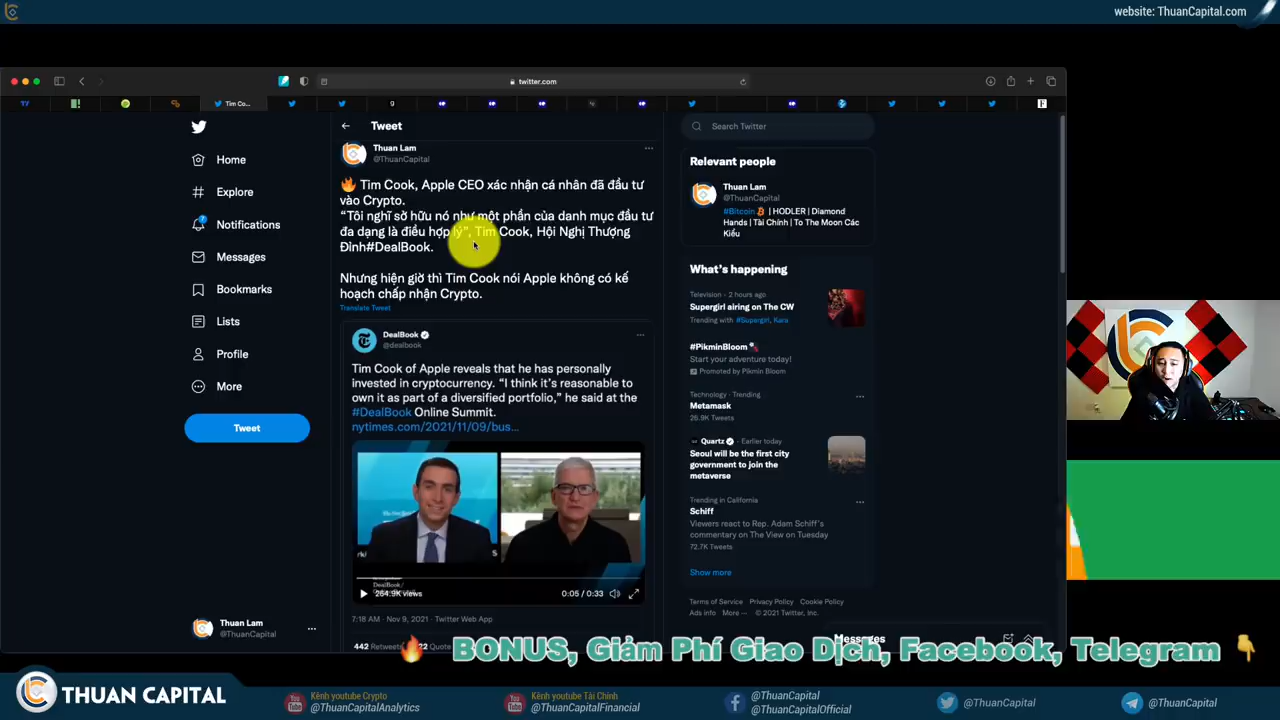 website: ThuanCapital.com
twitter.com
Tim Co...
Tweet
Search Twitter
Thuan Lam
@ThuanCapital
🔥 Tim Cook, Apple CEO xác nhận cá nhân đã đầu tư
vào Crypto.
“Tôi nghĩ sở hữu nó như một phần của danh mục đầu tư
đa dạng là điều hợp lý”, Tim Cook, Hội Nghị Thượng
Đỉnh#DealBook.
Nhưng hiện giờ thì Tim Cook nói Apple không có kế
hoạch chấp nhận Crypto.
Translate Tweet
DealBook
@dealbook
Tim Cook of Apple reveals that he has personally
invested in cryptocurrency. “I think it’s reasonable to
own it as part of a diversified portfolio,” he said at the
#DealBook Online Summit.
nytimes.com/2021/11/09/bus...
DealBook/
264.9K views
0:05 / 0:33
7:18 AM · Nov 9, 2021 · Twitter Web App
442 Retweets
22 Quote
Home
Explore
7
Notifications
Messages
Bookmarks
Lists
Profile
More
Tweet
Thuan Lam
@ThuanCapital
Relevant people
Thuan Lam
@ThuanCapital
#Bitcoin | HODLER | Diamond
Hands | Tài Chính | To The Moon Các
Kiểu
What’s happening
Television · 2 hours ago
Supergirl airing on The CW
Trending with #Supergirl, Kara
#PikminBloom
Start your adventure today!
Promoted by Pikmin Bloom
Technology · Trending
Metamask
26.9K Tweets
Quartz · Earlier today
Seoul will be the first city
government to join the
metaverse
Trending in California
Schiff
Viewers react to Rep. Adam Schiff's
commentary on The View on Tuesday
72.7K Tweets
Show more
Terms of Service Privacy Policy Cookie Policy
Ads info More ··· © 2021 Twitter, Inc.
Messages
🔥 BONUS, Giảm Phí Giao Dịch, Facebook, Telegram 👇
THUAN CAPITAL
Kênh youtube Crypto
@ThuanCapitalAnalytics
Kênh youtube Tài Chính
@ThuanCapitalFinancial
@ThuanCapital
@ThuanCapitalOfficial
@ThuanCapital
@ThuanCapital